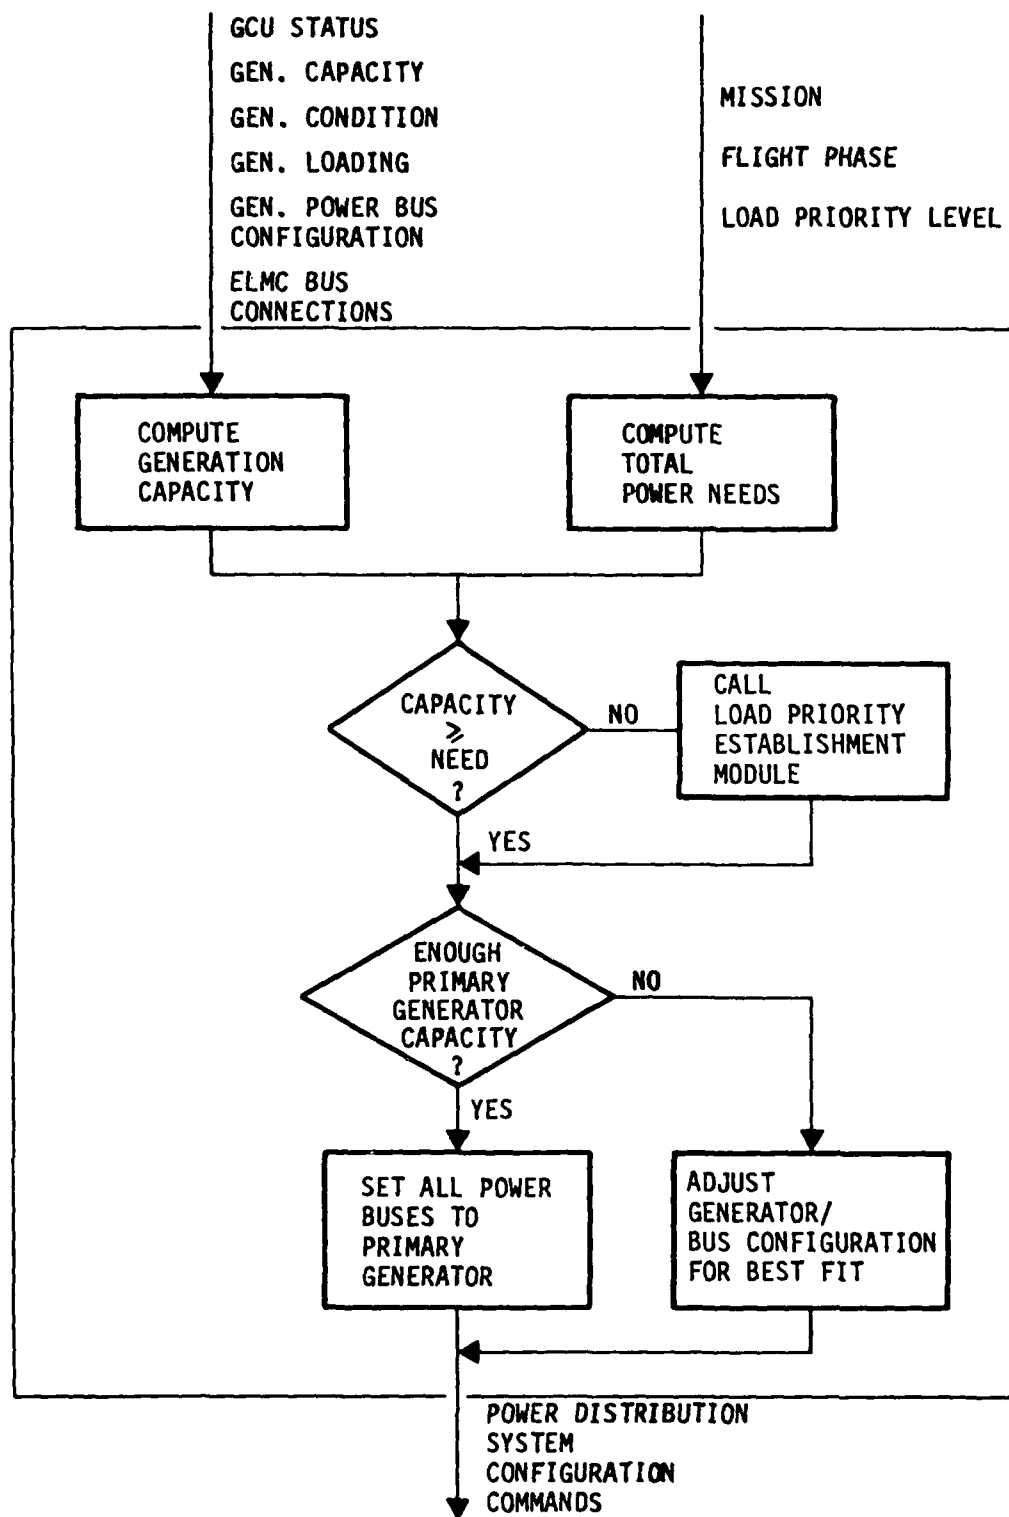 GCU STATUS
GEN. CAPACITY
GEN. CONDITION
GEN. LOADING
GEN. POWER BUS
CONFIGURATION
ELMC BUS
CONNECTIONS
MISSION
FLIGHT PHASE
LOAD PRIORITY LEVEL
COMPUTE
GENERATION
CAPACITY
COMPUTE
TOTAL
POWER NEEDS
CAPACITY
⩾
NEED
?
NO
CALL
LOAD PRIORITY
ESTABLISHMENT
MODULE
YES
ENOUGH
PRIMARY
GENERATOR
CAPACITY
?
NO
YES
SET ALL POWER
BUSES TO
PRIMARY
GENERATOR
ADJUST
GENERATOR/
BUS CONFIGURATION
FOR BEST FIT
POWER DISTRIBUTION
SYSTEM
CONFIGURATION
COMMANDS